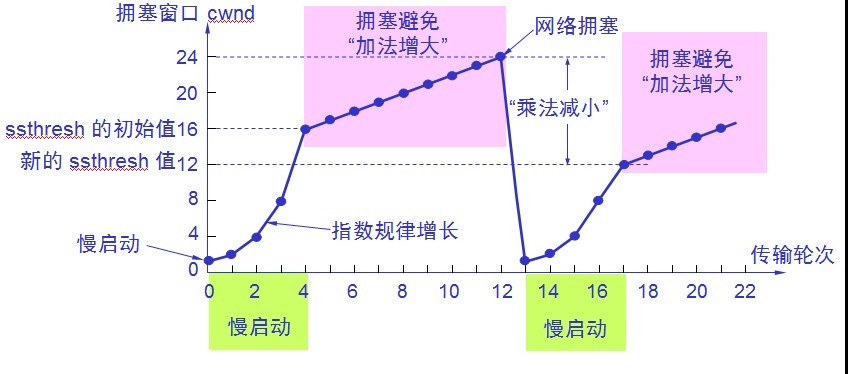 拥塞窗口 cwnd
拥塞避免
“加法增大”
网络拥塞
拥塞避免
“加法增大”
24
20
“乘法减小”
ssthresh 的初始值 16
新的 ssthresh 值 12
8
4
0
指数规律增长
慢启动
传输轮次
0 2 4 6 8 10 12 14 16 18 20 22
慢启动
慢启动